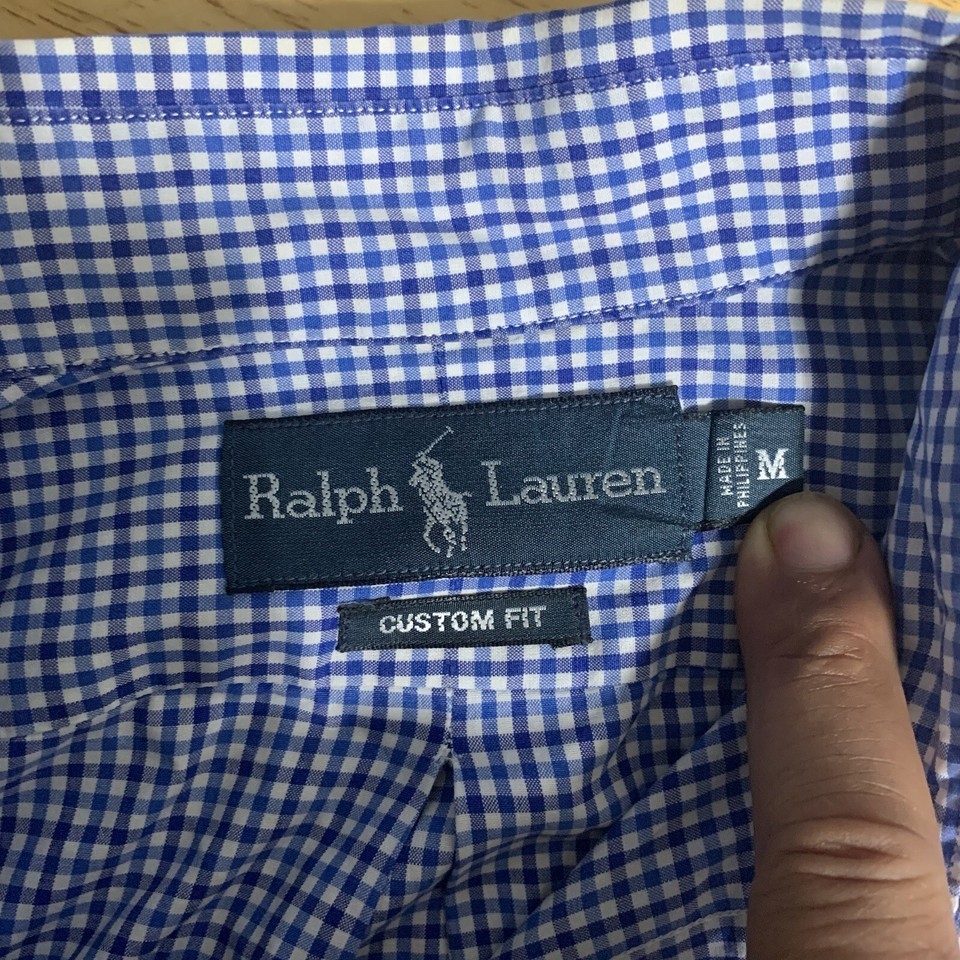 Ralph Lauren
MADE IN
PHILIPPINES
M
CUSTOM FIT